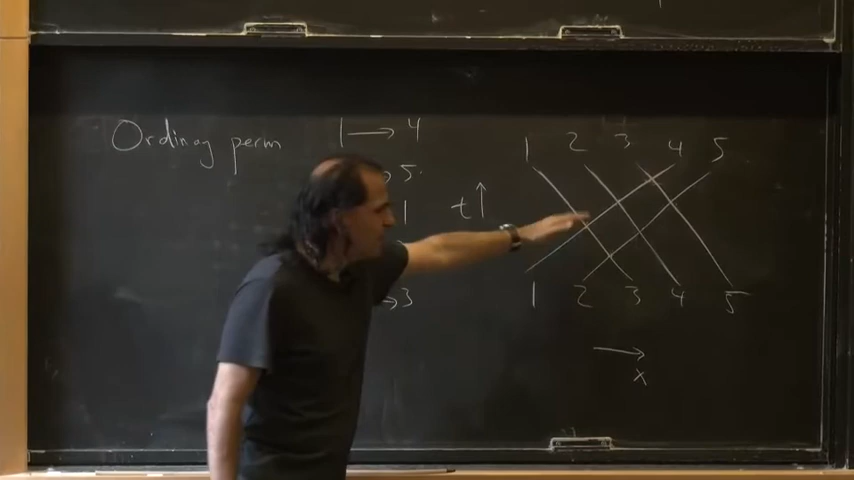 Ordinary perm 1 → 4
→ 5
1
→ 3
t ↑
1 2 3 4 5
1 2 3 4 5
→
x